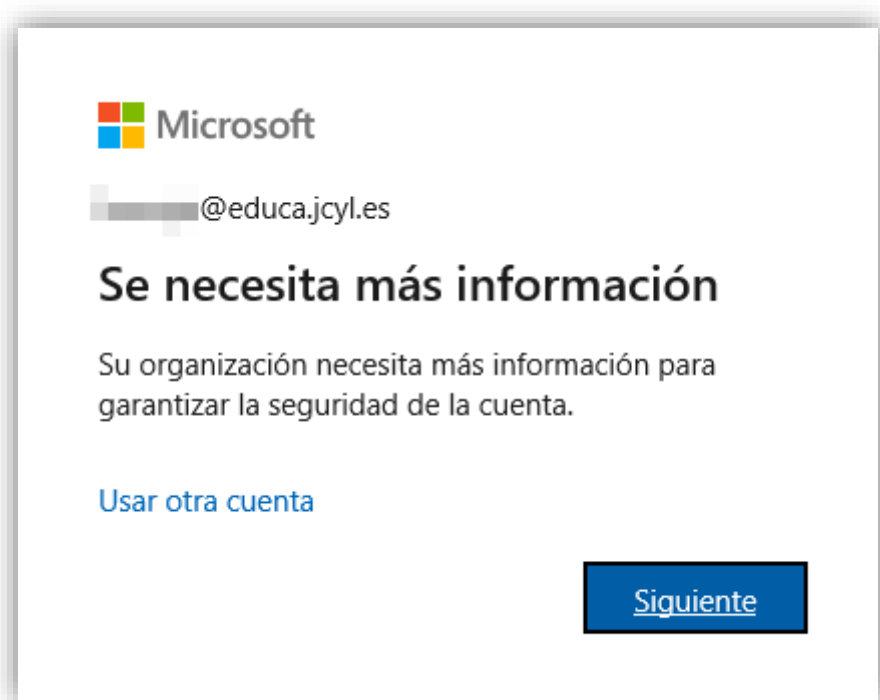 Microsoft
@educa.jcyl.es
Se necesita más información
Su organización necesita más información para
garantizar la seguridad de la cuenta.
Usar otra cuenta
Siguiente